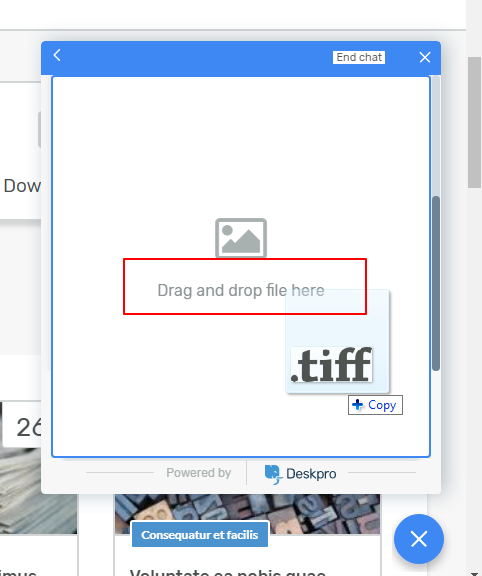 End chat
Dow
Drag and drop file here
.tiff
Copy
26
Powered by
Deskpro
Consequatur et facilis
Voluptate ea nobis quae